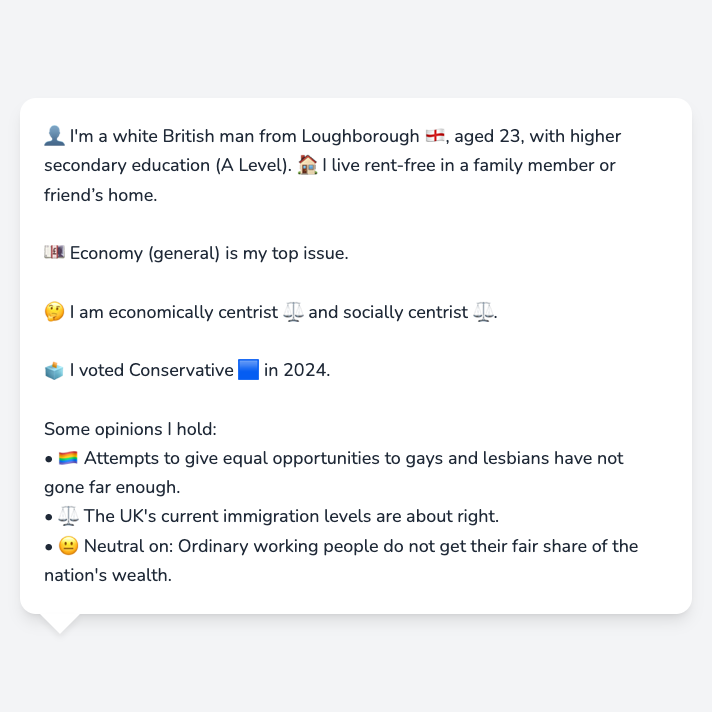 👤 I'm a white British man from Loughborough 🏴󠁧󠁢󠁥󠁮󠁧󠁿, aged 23, with higher
secondary education (A Level). 🏠 I live rent-free in a family member or
friend’s home.
💷 Economy (general) is my top issue.
🤔 I am economically centrist ⚖️ and socially centrist ⚖️.
🗳️ I voted Conservative 🟦 in 2024.
Some opinions I hold:
• 🏳️‍🌈 Attempts to give equal opportunities to gays and lesbians have not
gone far enough.
• ⚖️ The UK's current immigration levels are about right.
• 😐 Neutral on: Ordinary working people do not get their fair share of the
nation's wealth.